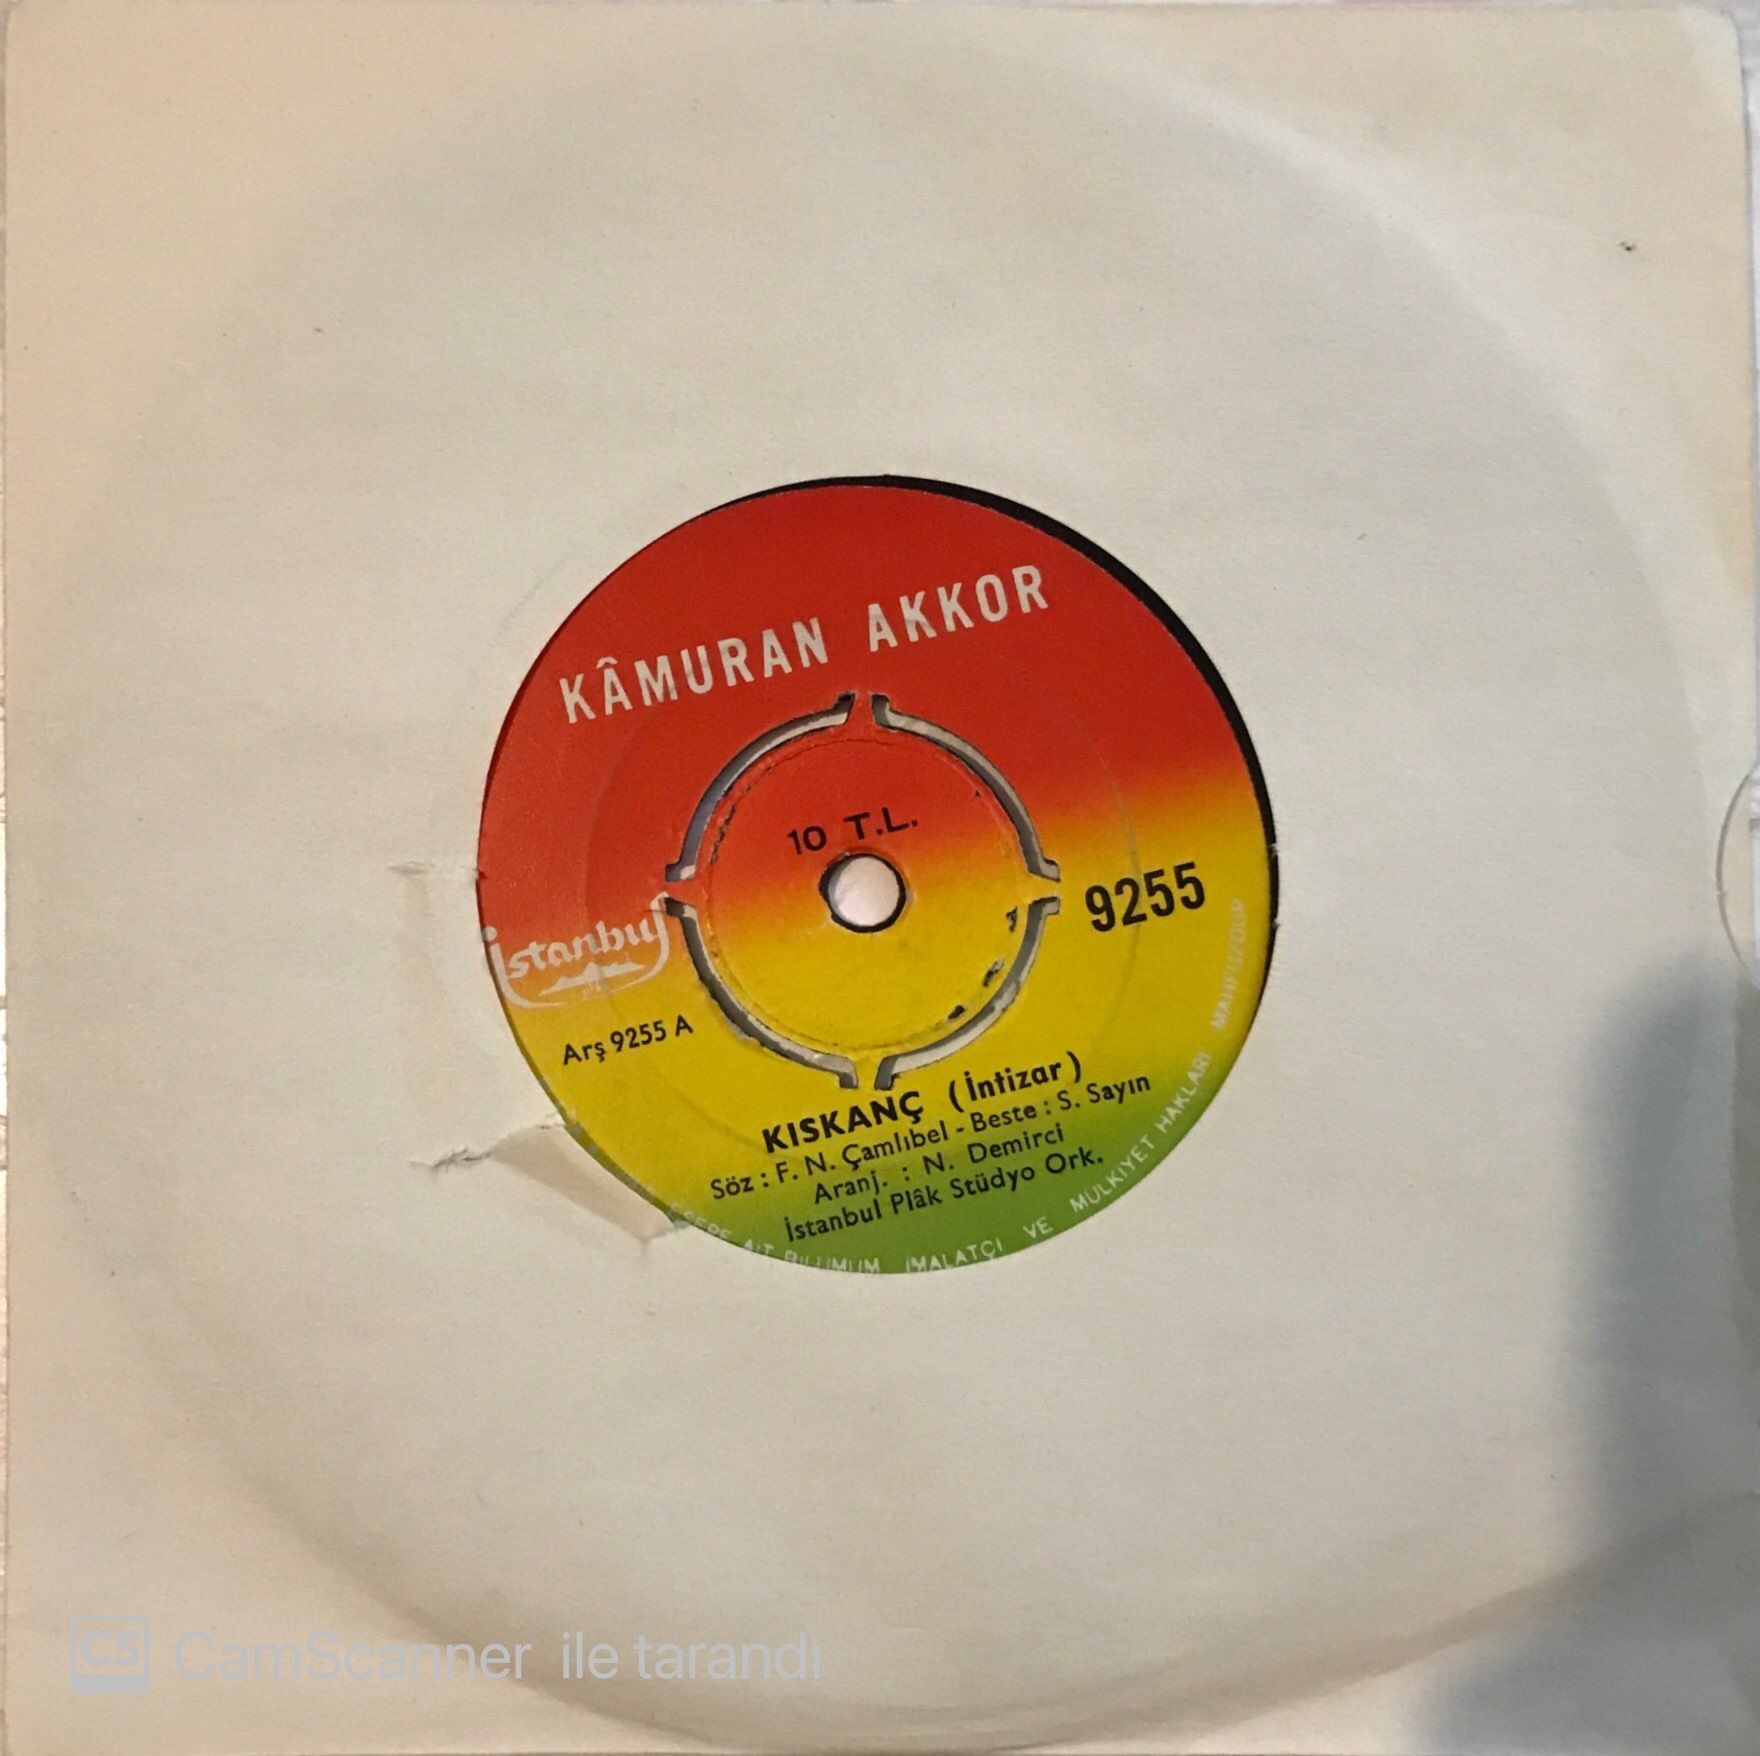 KÂMURAN AKKOR
10 T.L.
9255
İstanbul
Arş 9255 A
KISKANÇ (İntizar)
Söz : F. N. Çamlıbel - Beste : S. Sayın
Aranj. : N. Demirci
İstanbul Plâk Stüdyo Ork.
AİT BİLUMUM İMALATÇI VE MÜLKİYET HAKLARI MAHFUZDUR
CS CamScanner ile tarandı